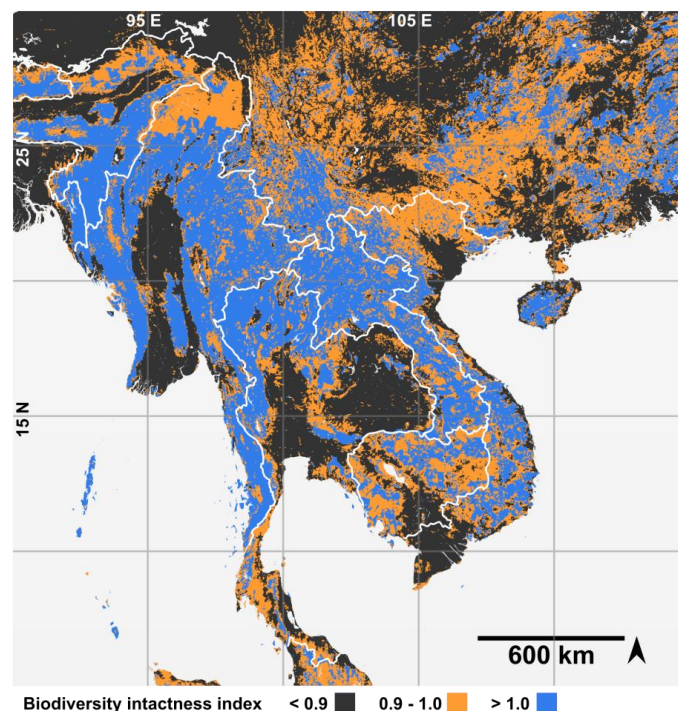 95 E
105 E
25 N
15 N
600 km
Biodiversity intactness index < 0.9 0.9 - 1.0 > 1.0